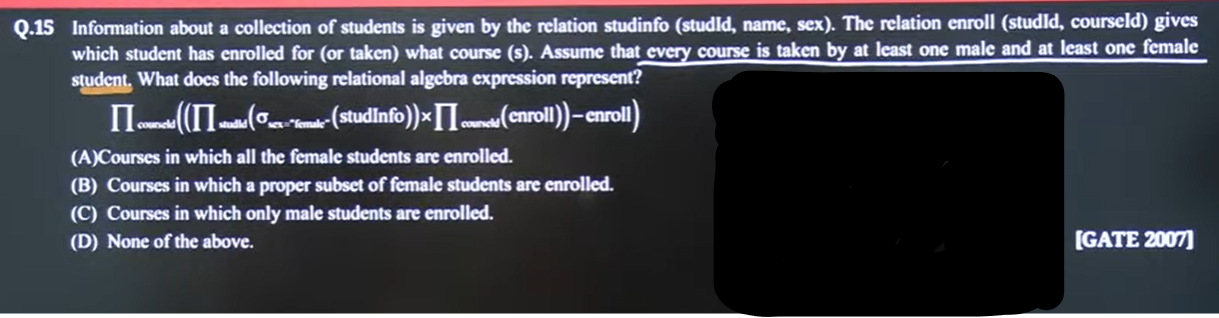 Q.15 Information about a collection of students is given by the relation studinfo (studId, name, sex). The relation enroll (studId, courseId) gives
which student has enrolled for (or taken) what course (s). Assume that every course is taken by at least one male and at least one female
student. What does the following relational algebra expression represent?
∏ courseId((∏ studId(σ sex="female"(studInfo))×∏ courseId(enroll))−enroll)
(A)Courses in which all the female students are enrolled.
(B) Courses in which a proper subset of female students are enrolled.
(C) Courses in which only male students are enrolled.
(D) None of the above.
[GATE 2007]